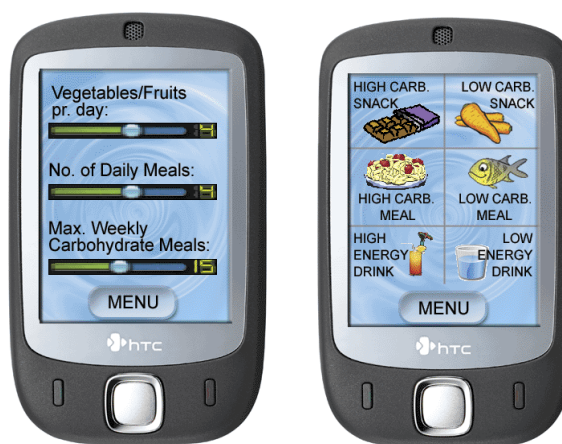 Vegetables/Fruits
pr. day:
4
No. of Daily Meals:
4
Max. Weekly
Carbohydrate Meals:
15
MENU
hTC
HIGH CARB.
SNACK
LOW CARB.
SNACK
HIGH CARB.
MEAL
LOW CARB.
MEAL
HIGH
ENERGY
DRINK
LOW
ENERGY
DRINK
MENU
hTC